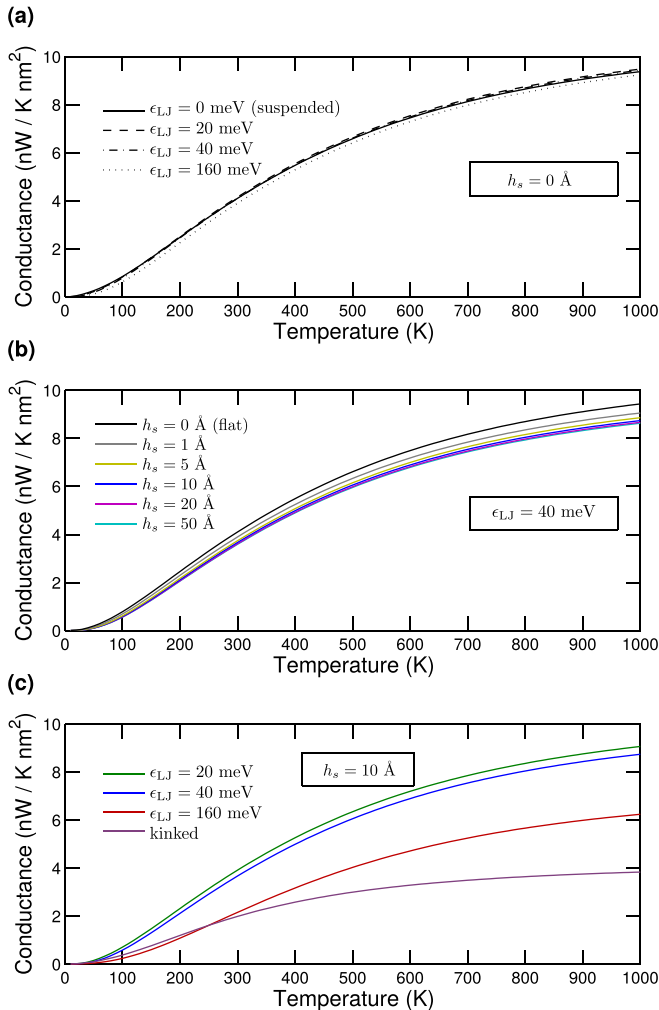 (a)
Conductance (nW / K nm²)
10
8
6
4
2
0
ϵLJ = 0 meV (suspended)
ϵLJ = 20 meV
ϵLJ = 40 meV
ϵLJ = 160 meV
hs = 0 Å
0 100 200 300 400 500 600 700 800 900 1000
Temperature (K)
(b)
Conductance (nW / K nm²)
10
8
6
4
2
0
hs = 0 Å (flat)
hs = 1 Å
hs = 5 Å
hs = 10 Å
hs = 20 Å
hs = 50 Å
ϵLJ = 40 meV
0 100 200 300 400 500 600 700 800 900 1000
Temperature (K)
(c)
Conductance (nW / K nm²)
10
8
6
4
2
0
ϵLJ = 20 meV
ϵLJ = 40 meV
ϵLJ = 160 meV
kinked
hs = 10 Å
0 100 200 300 400 500 600 700 800 900 1000
Temperature (K)